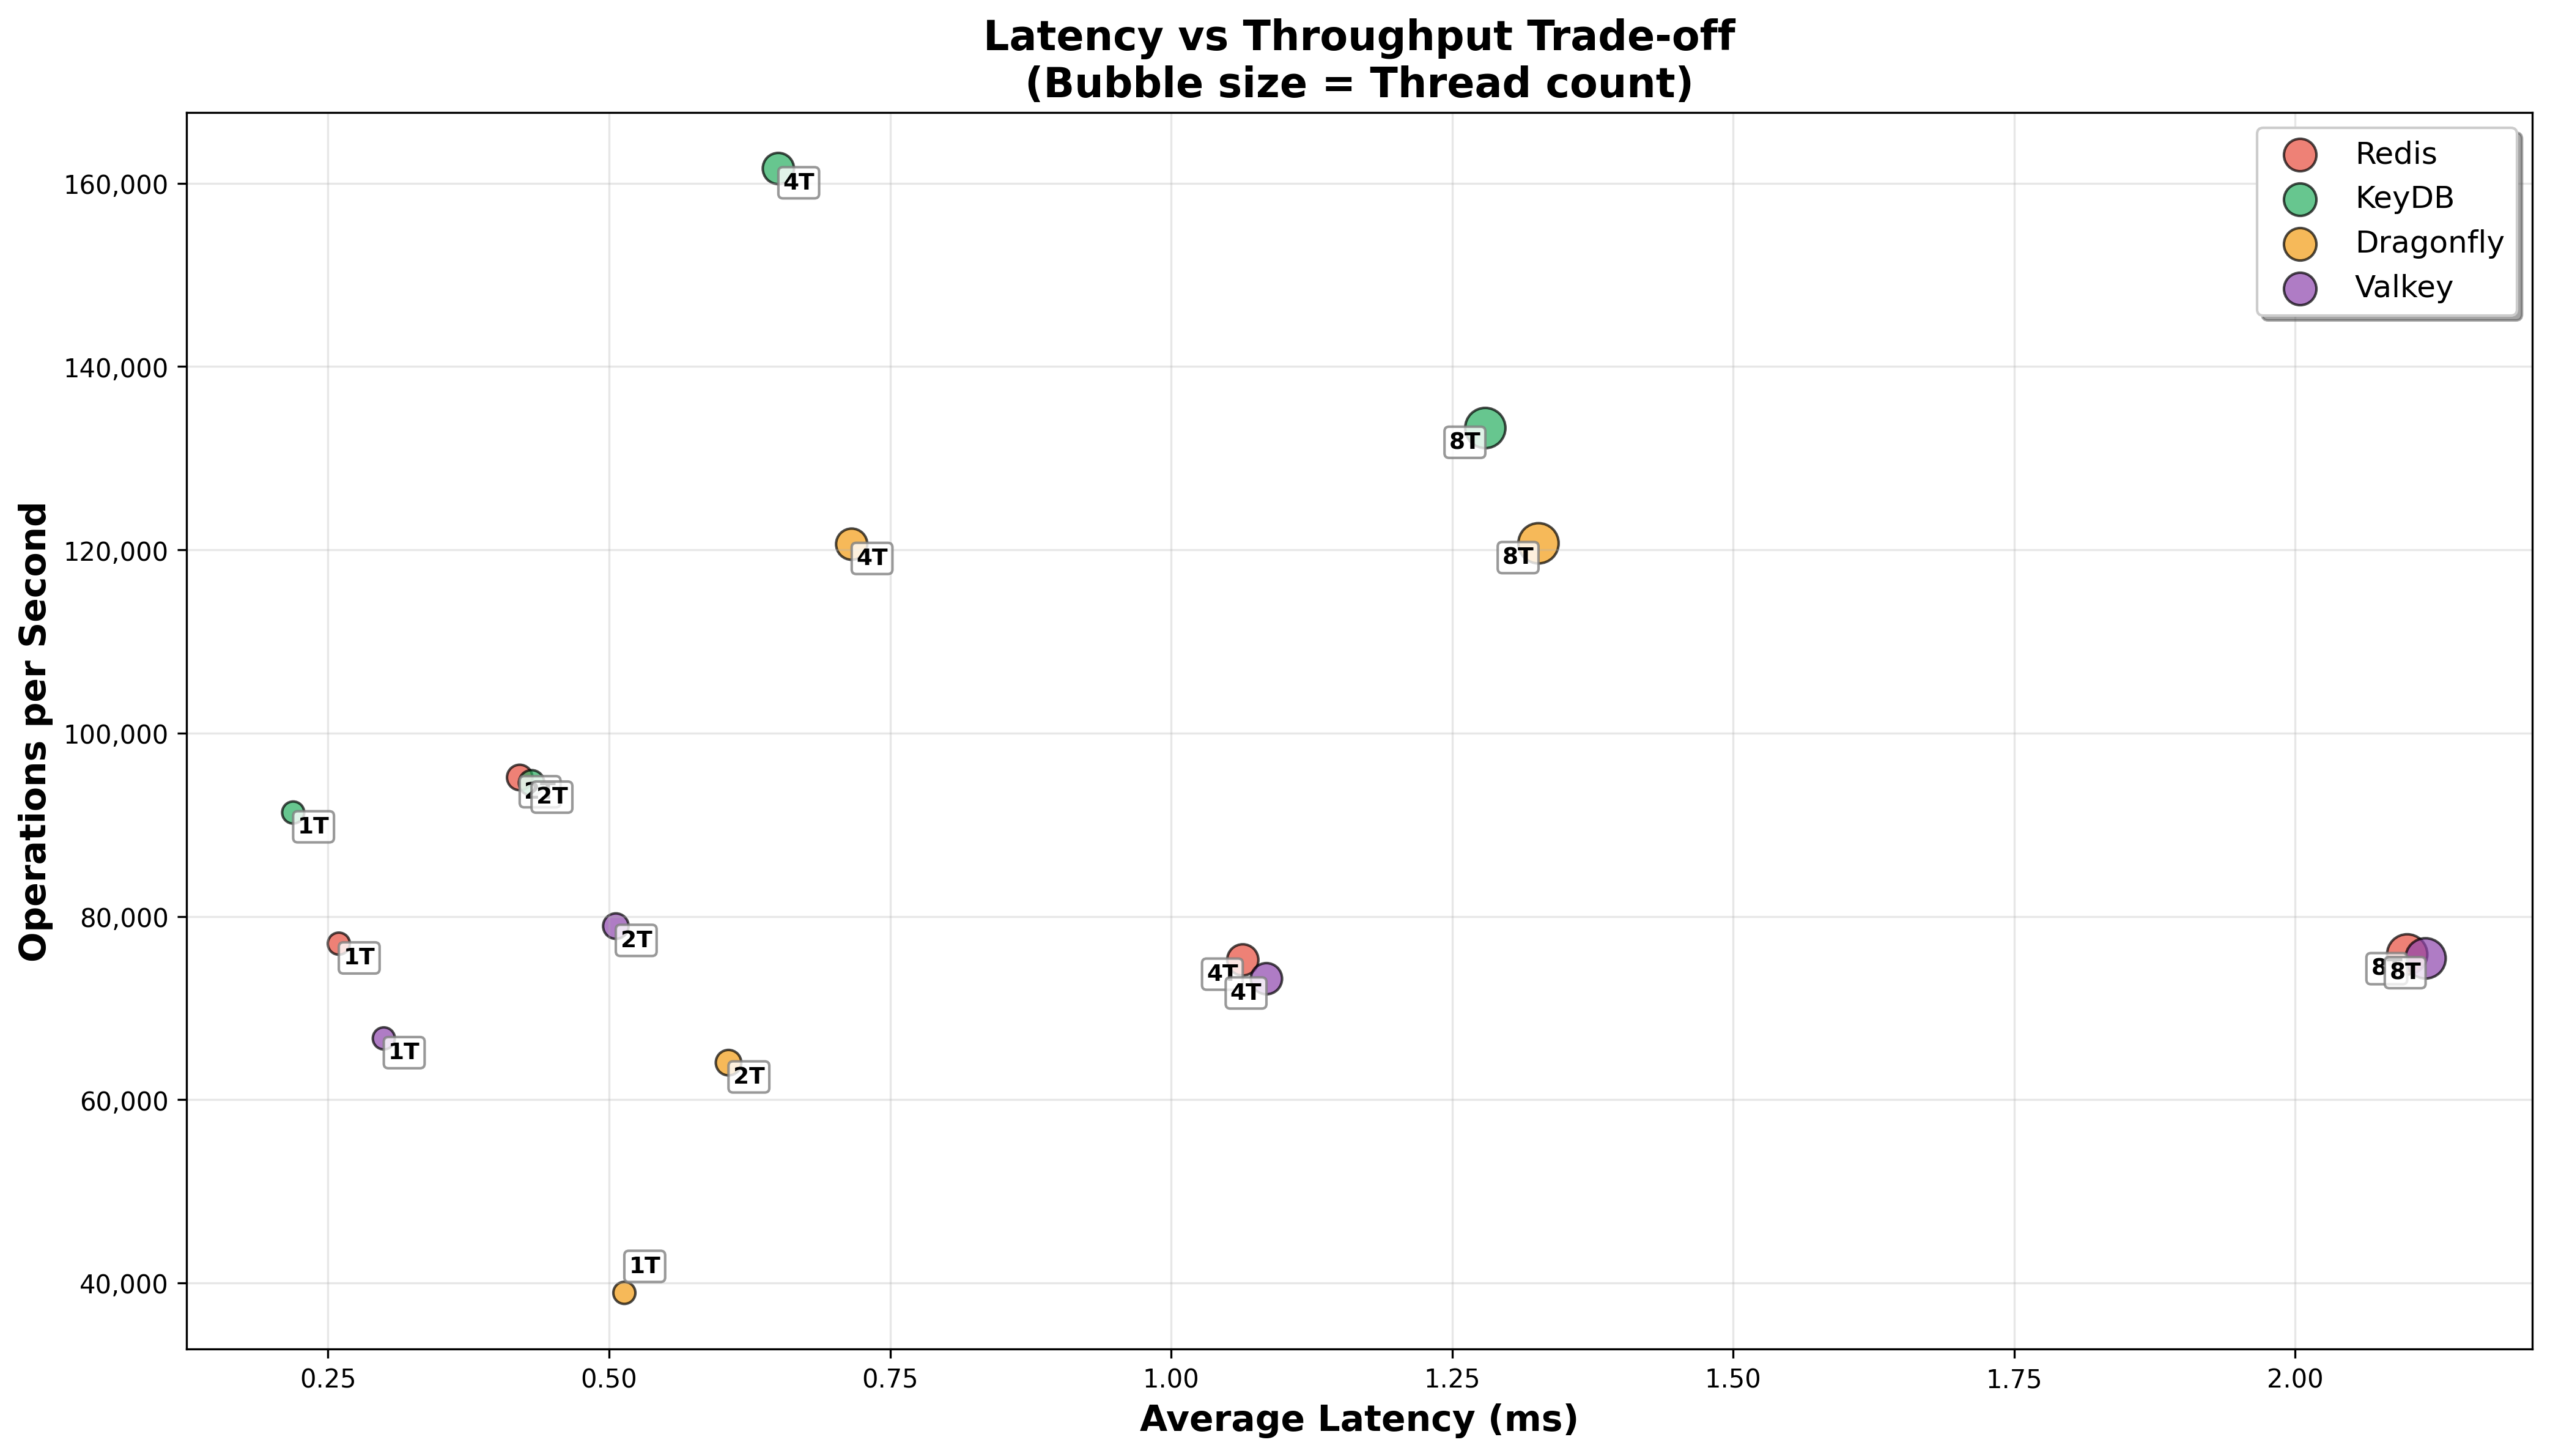 Latency vs Throughput Trade-off
(Bubble size = Thread count)
Redis
KeyDB
Dragonfly
Valkey
Operations per Second
160,000
140,000
120,000
100,000
80,000
60,000
40,000
4T
8T
4T
8T
2T
1T
2T
1T
4T
4T
8T
1T
2T
1T
0.25
0.50
0.75
1.00
1.25
1.50
1.75
2.00
Average Latency (ms)